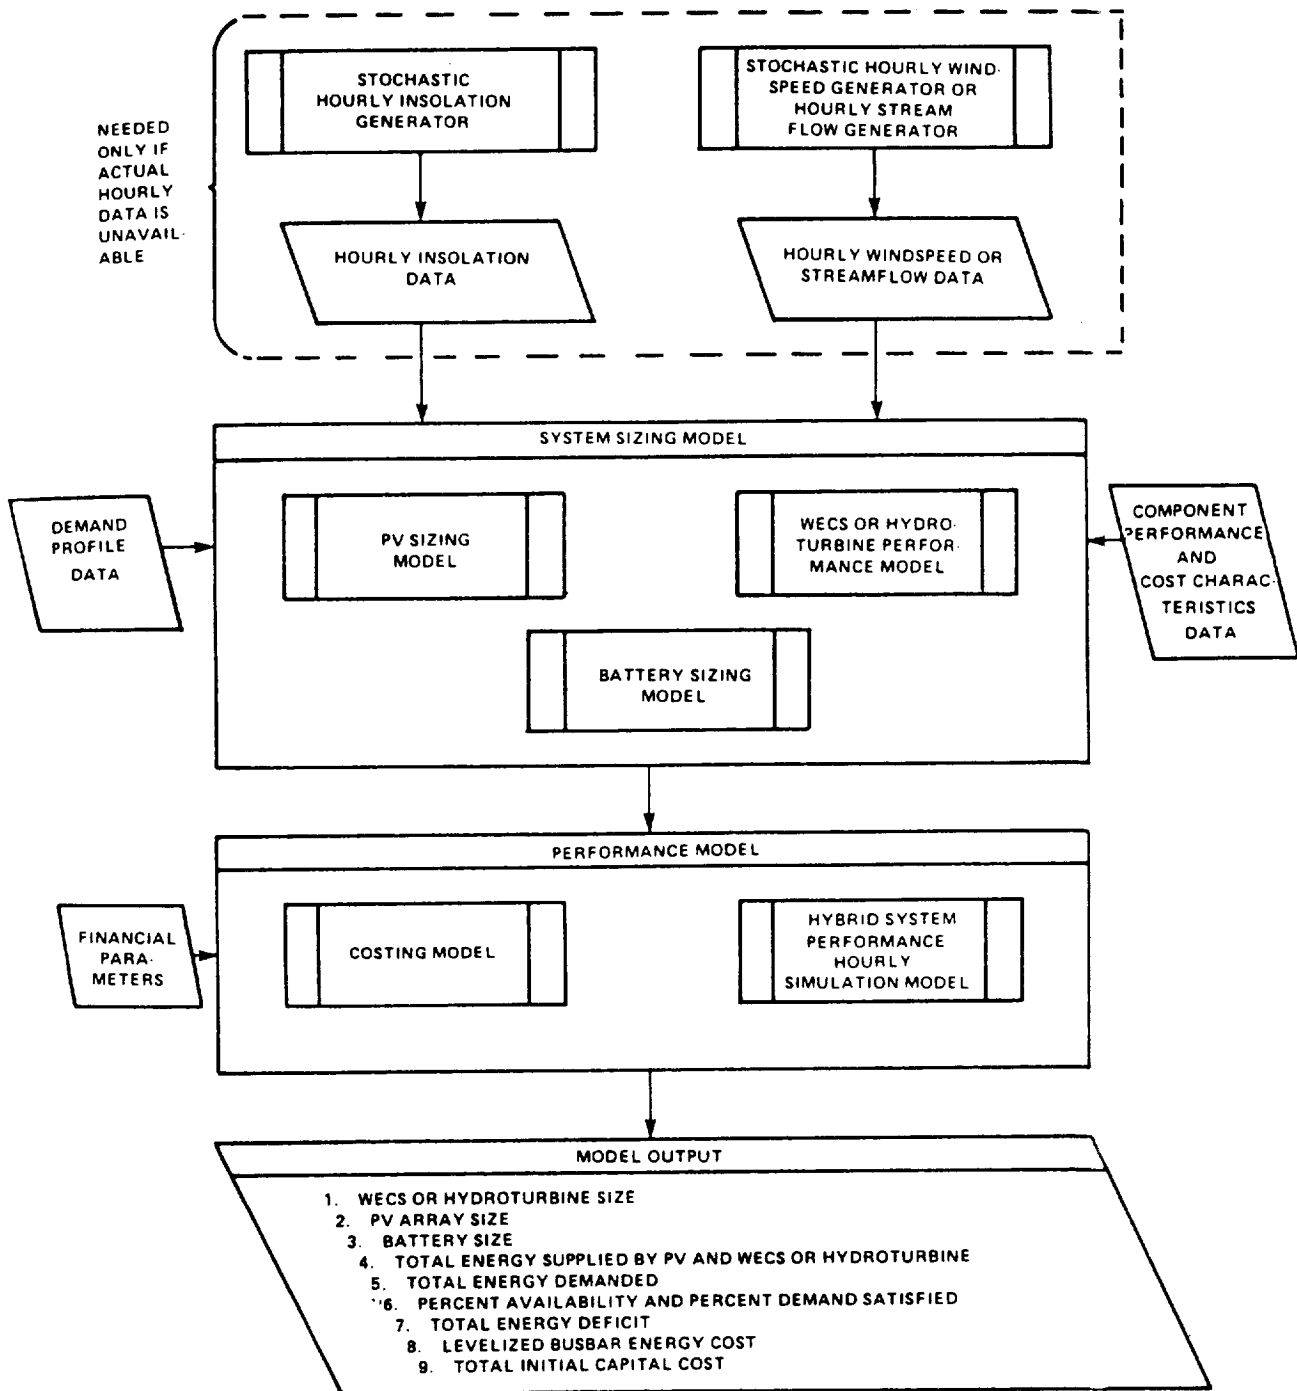 NEEDED
ONLY IF
ACTUAL
HOURLY
DATA IS
UNAVAIL-
ABLE
STOCHASTIC
HOURLY INSOLATION
GENERATOR
STOCHASTIC HOURLY WIND-
SPEED GENERATOR OR
HOURLY STREAM
FLOW GENERATOR
HOURLY INSOLATION
DATA
HOURLY WINDSPEED OR
STREAMFLOW DATA
SYSTEM SIZING MODEL
DEMAND
PROFILE
DATA
PV SIZING
MODEL
WECS OR HYDRO-
TURBINE PERFOR-
MANCE MODEL
COMPONENT
PERFORMANCE
AND
COST CHARAC-
TERISTICS
DATA
BATTERY SIZING
MODEL
PERFORMANCE MODEL
FINANCIAL
PARA-
METERS
COSTING MODEL
HYBRID SYSTEM
PERFORMANCE
HOURLY
SIMULATION MODEL
MODEL OUTPUT
1. WECS OR HYDROTURBINE SIZE
2. PV ARRAY SIZE
3. BATTERY SIZE
4. TOTAL ENERGY SUPPLIED BY PV AND WECS OR HYDROTURBINE
5. TOTAL ENERGY DEMANDED
6. PERCENT AVAILABILITY AND PERCENT DEMAND SATISFIED
7. TOTAL ENERGY DEFICIT
8. LEVELIZED BUSBAR ENERGY COST
9. TOTAL INITIAL CAPITAL COST